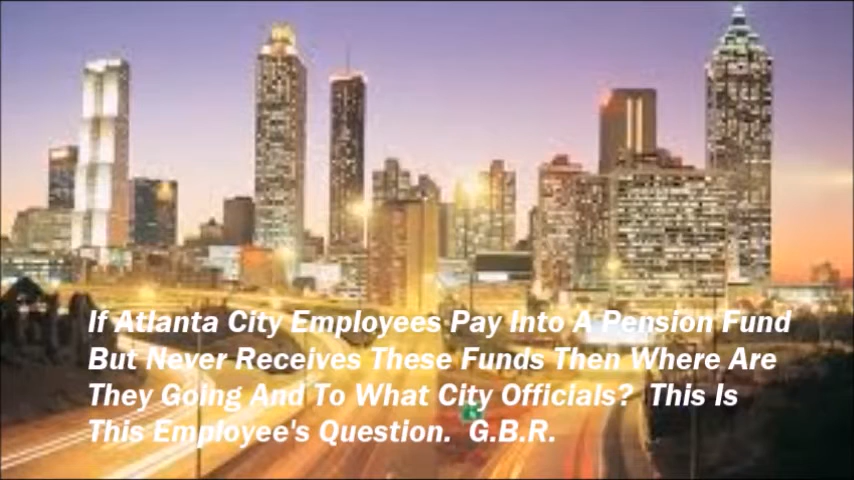 If Atlanta City Employees Pay Into A Pension Fund
But Never Receives These Funds Then Where Are
They Going And To What City Officials?  This Is
This Employee's Question.  G.B.R.